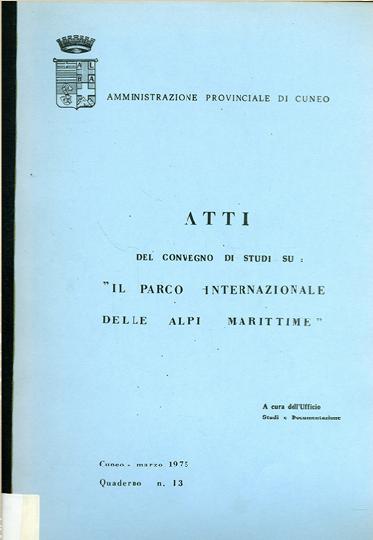 AMMINISTRAZIONE PROVINCIALE DI CUNEO
ATTI
DEL CONVEGNO DI STUDI SU :
"IL PARCO INTERNAZIONALE
DELLE ALPI MARITTIME"
A cura dell'Ufficio
Studi e Documentazione
Cuneo - marzo 1975
Quaderno n. 13